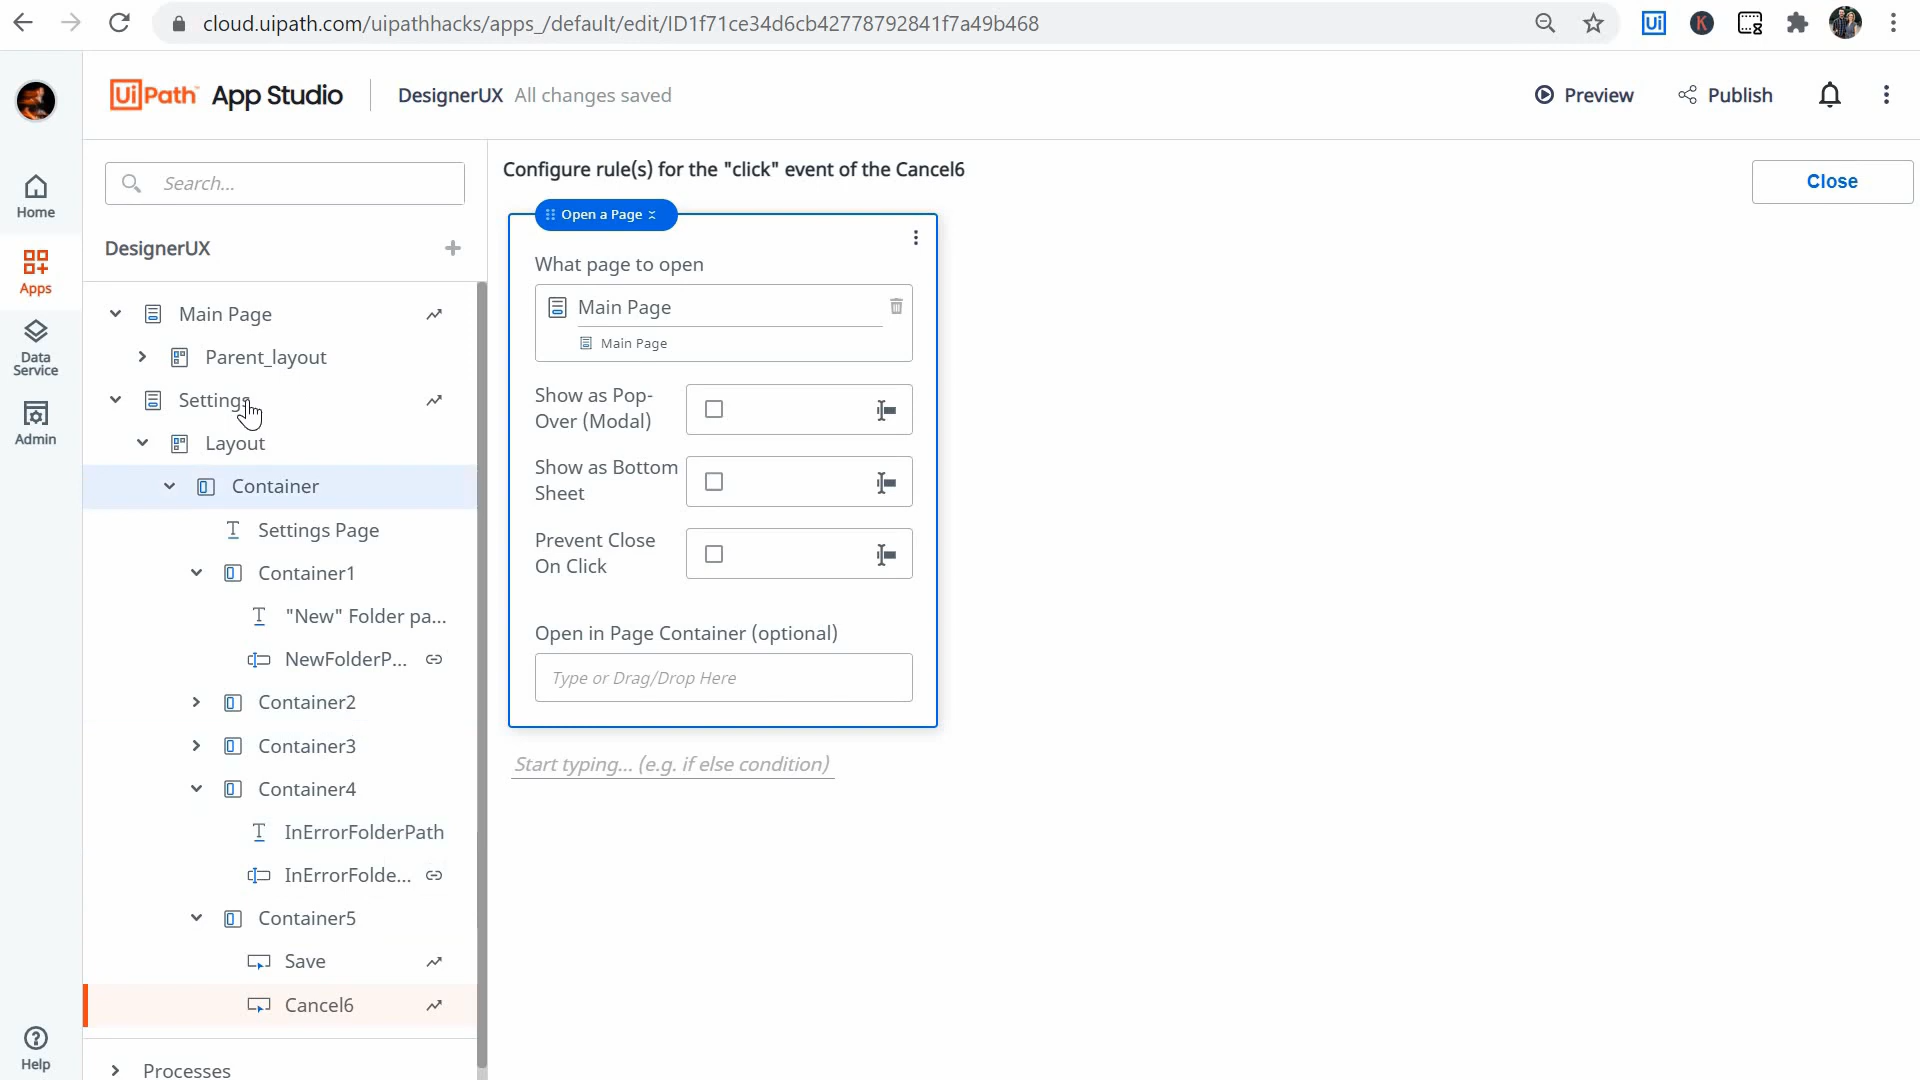 cloud.uipath.com/uipathhacks/apps_/default/edit/ID1f71ce34d6cb42778792841f7a49b468
Ui
K
UiPath App Studio
DesignerUX All changes saved
Preview
Publish
Search...
Configure rule(s) for the "click" event of the Cancel6
Close
Home
Open a Page
DesignerUX
What page to open
Apps
Main Page
Main Page
Main Page
Data Service
Parent_layout
Show as Pop-Over (Modal)
Settings
Admin
Layout
Show as Bottom Sheet
Container
Settings Page
Prevent Close On Click
Container1
"New" Folder pa...
Open in Page Container (optional)
NewFolderP...
Type or Drag/Drop Here
Container2
Container3
Start typing... (e.g. if else condition)
Container4
InErrorFolderPath
InErrorFolde...
Container5
Save
Cancel6
Help
Processes